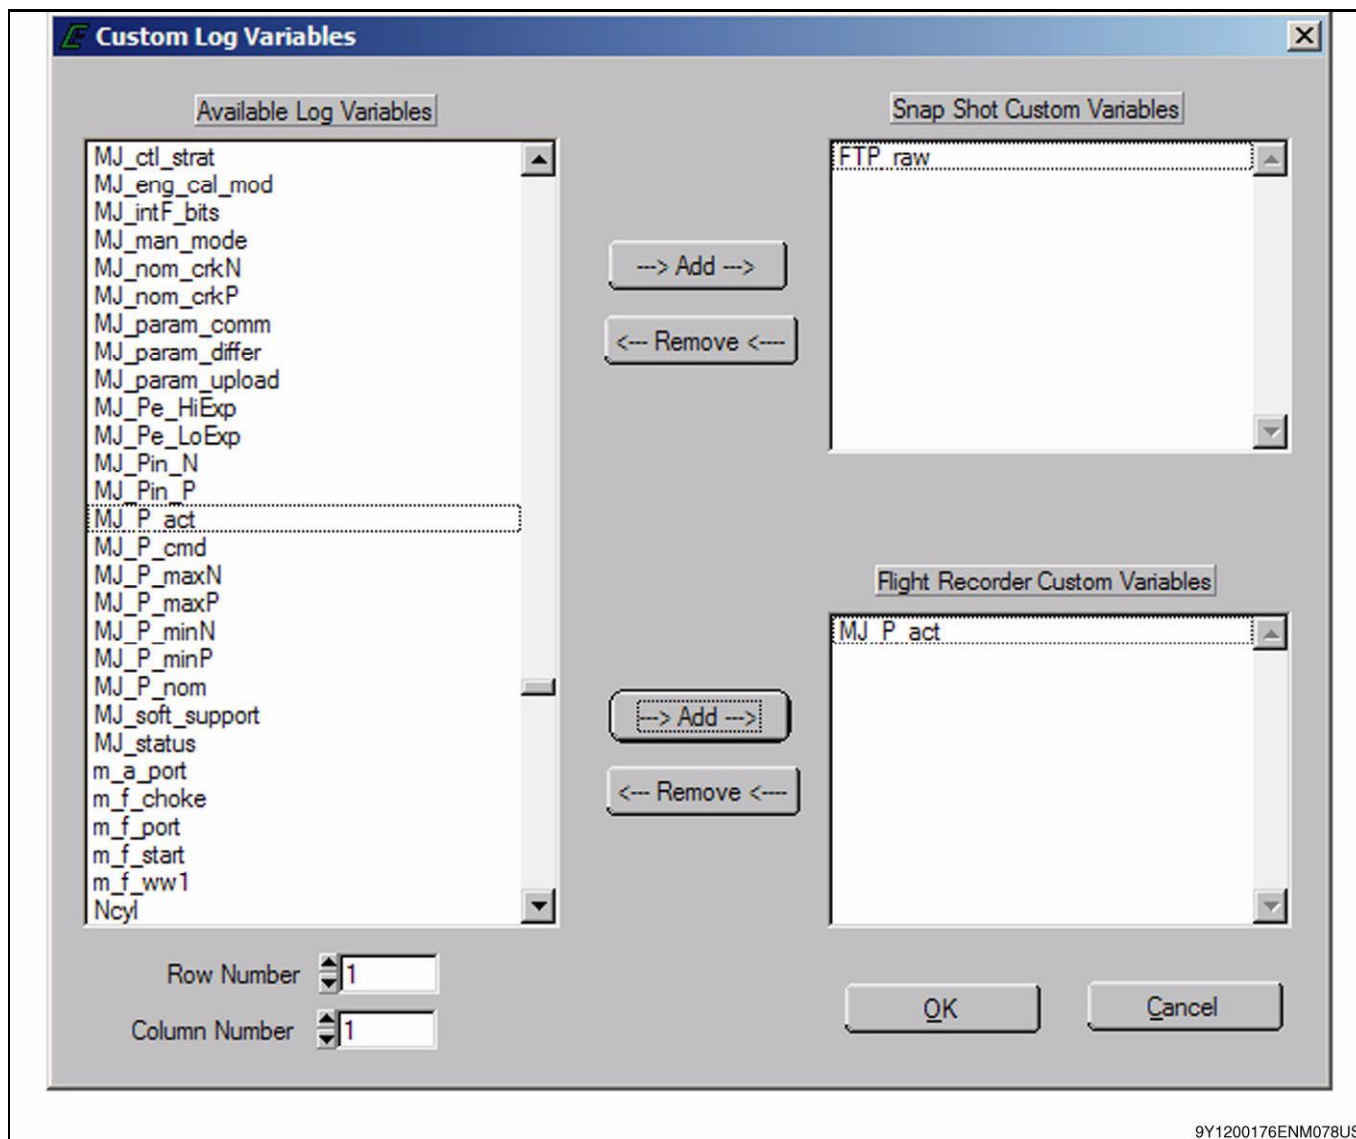 Custom Log Variables
Available Log Variables
MJ_ctl_strat
MJ_eng_cal_mod
MJ_intF_bits
MJ_man_mode
MJ_nom_crkN
MJ_nom_crkP
MJ_param_comm
MJ_param_differ
MJ_param_upload
MJ_Pe_HiExp
MJ_Pe_LoExp
MJ_Pin_N
MJ_Pin_P
MJ_P_act
MJ_P_cmd
MJ_P_maxN
MJ_P_maxP
MJ_P_minN
MJ_P_minP
MJ_P_nom
MJ_soft_support
MJ_status
m_a_port
m_f_choke
m_f_port
m_f_start
m_f_ww1
Ncyl
Row Number 1
Column Number 1
---> Add --->
<--- Remove <----
---> Add --->
<--- Remove <----
Snap Shot Custom Variables
FTP_raw
Flight Recorder Custom Variables
MJ_P_act
OK
Cancel
9Y1200176ENM078US